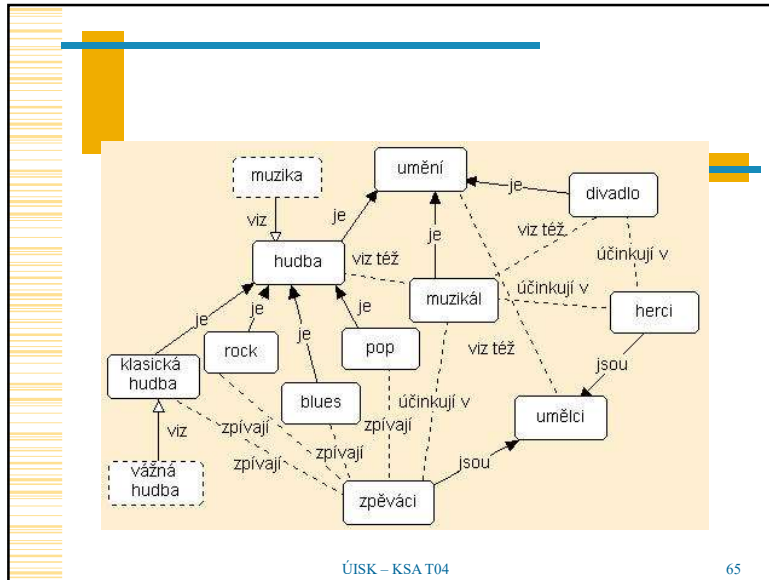 umění
muzika
divadlo
je
je
viz
viz též
je
hudba
viz též
účinkují v
muzikál
účinkují v
herci
je
je
je
je
rock
pop
viz též
jsou
klasická
hudba
blues
účinkují v
umělci
viz
zpívají
zpívají
zpívají
zpívají
jsou
vážná
hudba
zpěváci
ÚISK – KSA T04
65